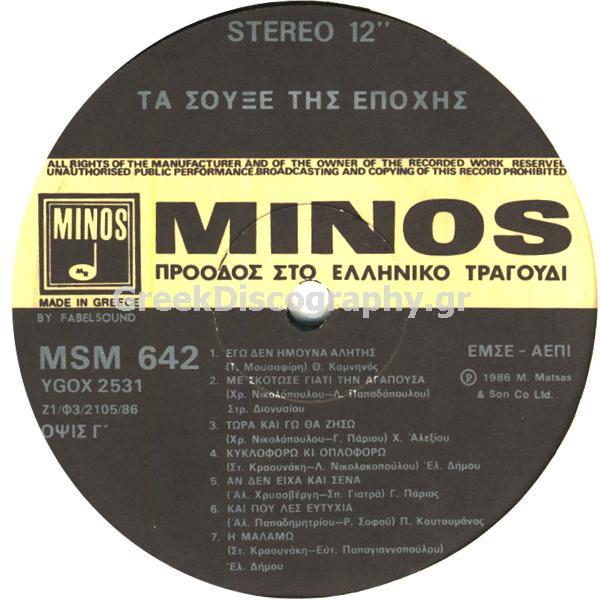 STEREO 12"
ΤΑ ΣΟΥΞΕ ΤΗΣ ΕΠΟΧΗΣ
ALL RIGHTS OF THE MANUFACTURER AND OF THE OWNER OF THE RECORDED WORK RESERVED
UNAUTHORISED PUBLIC PERFORMANCE.BROADCASTING AND COPYING OF THIS RECORD PROHIBITED
MINOS
MINOS
ΠΡΟΟΔΟΣ ΣΤΟ ΕΛΛΗΝΙΚΟ ΤΡΑΓΟΥΔΙ
MADE IN GREECE
GreekDiscography.gr
BY FABELSOUND
MSM 642
YGOX 2531
Ζ1/Φ3/2105/86
ΟΨΙΣ Γ΄
1. ΕΓΩ ΔΕΝ ΗΜΟΥΝΑ ΑΛΗΤΗΣ
(Τ. Μουσαφίρη) Θ. Κομνηνός
2. ΜΕ ΣΚΟΤΩΣΕ ΓΙΑΤΙ ΤΗΝ ΑΓΑΠΟΥΣΑ
(Χρ. Νικολόπουλου-Λ. Παπαδόπουλου)
Στρ. Διονυσίου
3. ΤΩΡΑ ΚΑΙ ΓΩ ΘΑ ΖΗΣΩ
(Χρ. Νικολόπουλου-Γ. Πάριου) Χ. Αλεξίου
4. ΚΥΚΛΟΦΟΡΩ ΚΙ ΟΠΛΟΦΟΡΩ
(Στ. Κραουνάκη-Λ. Νικολακοπούλου) Ελ. Δήμου
5. ΑΝ ΔΕΝ ΕΙΧΑ ΚΑΙ ΣΕΝΑ
(Άλ. Χρυσοβέργη-Σπ. Γιατρά) Γ. Πάριος
6. ΚΑΙ ΠΟΥ ΛΕΣ ΕΥΤΥΧΙΑ
(Άλ. Παπαδημητρίου-Ρ. Σοφού) Π. Κουτουμάνος
7. Η ΜΑΛΑΜΩ
(Στ. Κραουνάκη-Εύτ. Παπαγιαννοπούλου)
Ελ. Δήμου
ΕΜΣΕ - ΑΕΠΙ
Ⓟ 1986 M. Matsas
& Son Co Ltd.